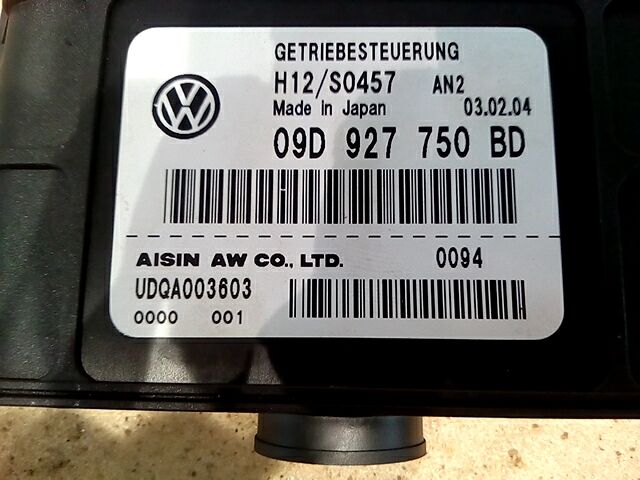 GETRIEBESTEUERUNG
H12/S0457 AN2
Made In Japan 03.02.04
09D 927 750 BD
AISIN AW CO., LTD. 0094
UDQA003603
0000 001